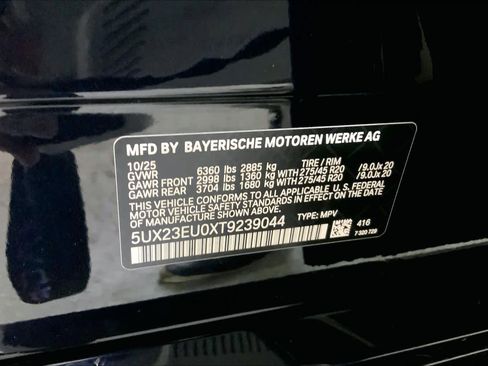 MFD BY BAYERISCHE MOTOREN WERKE AG
10/25 TIRE / RIM
GVWR 6360 lbs 2885 kg
GAWR FRONT 2998 lbs 1360 kg WITH 275/45 R20 /9.0Jx 20
GAWR REAR 3704 lbs 1680 kg WITH 275/45 R20 /9.0Jx 20
THIS VEHICLE CONFORMS TO ALL APPLICABLE U.S. FEDERAL
MOTOR VEHICLE SAFETY STANDARDS IN EFFECT ON THE
DATE OF MANUFACTURE SHOWN ABOVE.
5UX23EU0XT9239044 TYPE: MPV 416
7 320 729